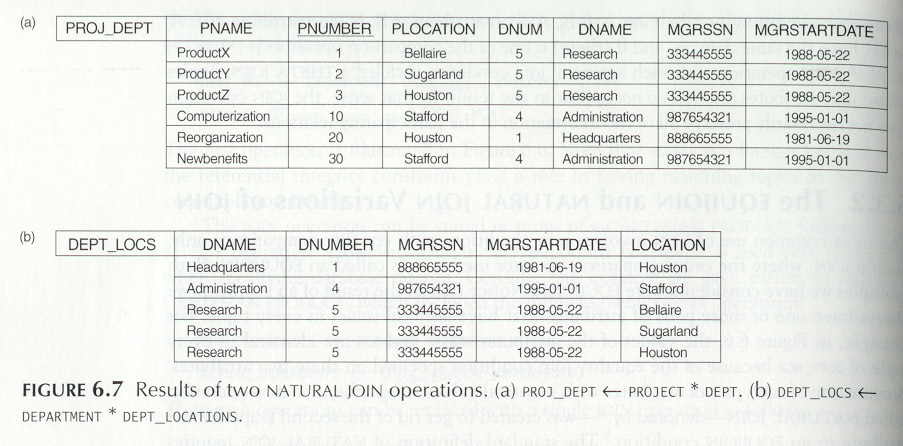 (a)
PROJ_DEPT PNAME PNUMBER PLOCATION DNUM DNAME MGRSSN MGRSTARTDATE
ProductX 1 Bellaire 5 Research 333445555 1988-05-22
ProductY 2 Sugarland 5 Research 333445555 1988-05-22
ProductZ 3 Houston 5 Research 333445555 1988-05-22
Computerization 10 Stafford 4 Administration 987654321 1995-01-01
Reorganization 20 Houston 1 Headquarters 888665555 1981-06-19
Newbenefits 30 Stafford 4 Administration 987654321 1995-01-01
(b)
DEPT_LOCS DNAME DNUMBER MGRSSN MGRSTARTDATE LOCATION
Headquarters 1 888665555 1981-06-19 Houston
Administration 4 987654321 1995-01-01 Stafford
Research 5 333445555 1988-05-22 Bellaire
Research 5 333445555 1988-05-22 Sugarland
Research 5 333445555 1988-05-22 Houston
FIGURE 6.7 Results of two NATURAL JOIN operations. (a) PROJ_DEPT ← PROJECT * DEPT. (b) DEPT_LOCS ←
DEPARTMENT * DEPT_LOCATIONS.